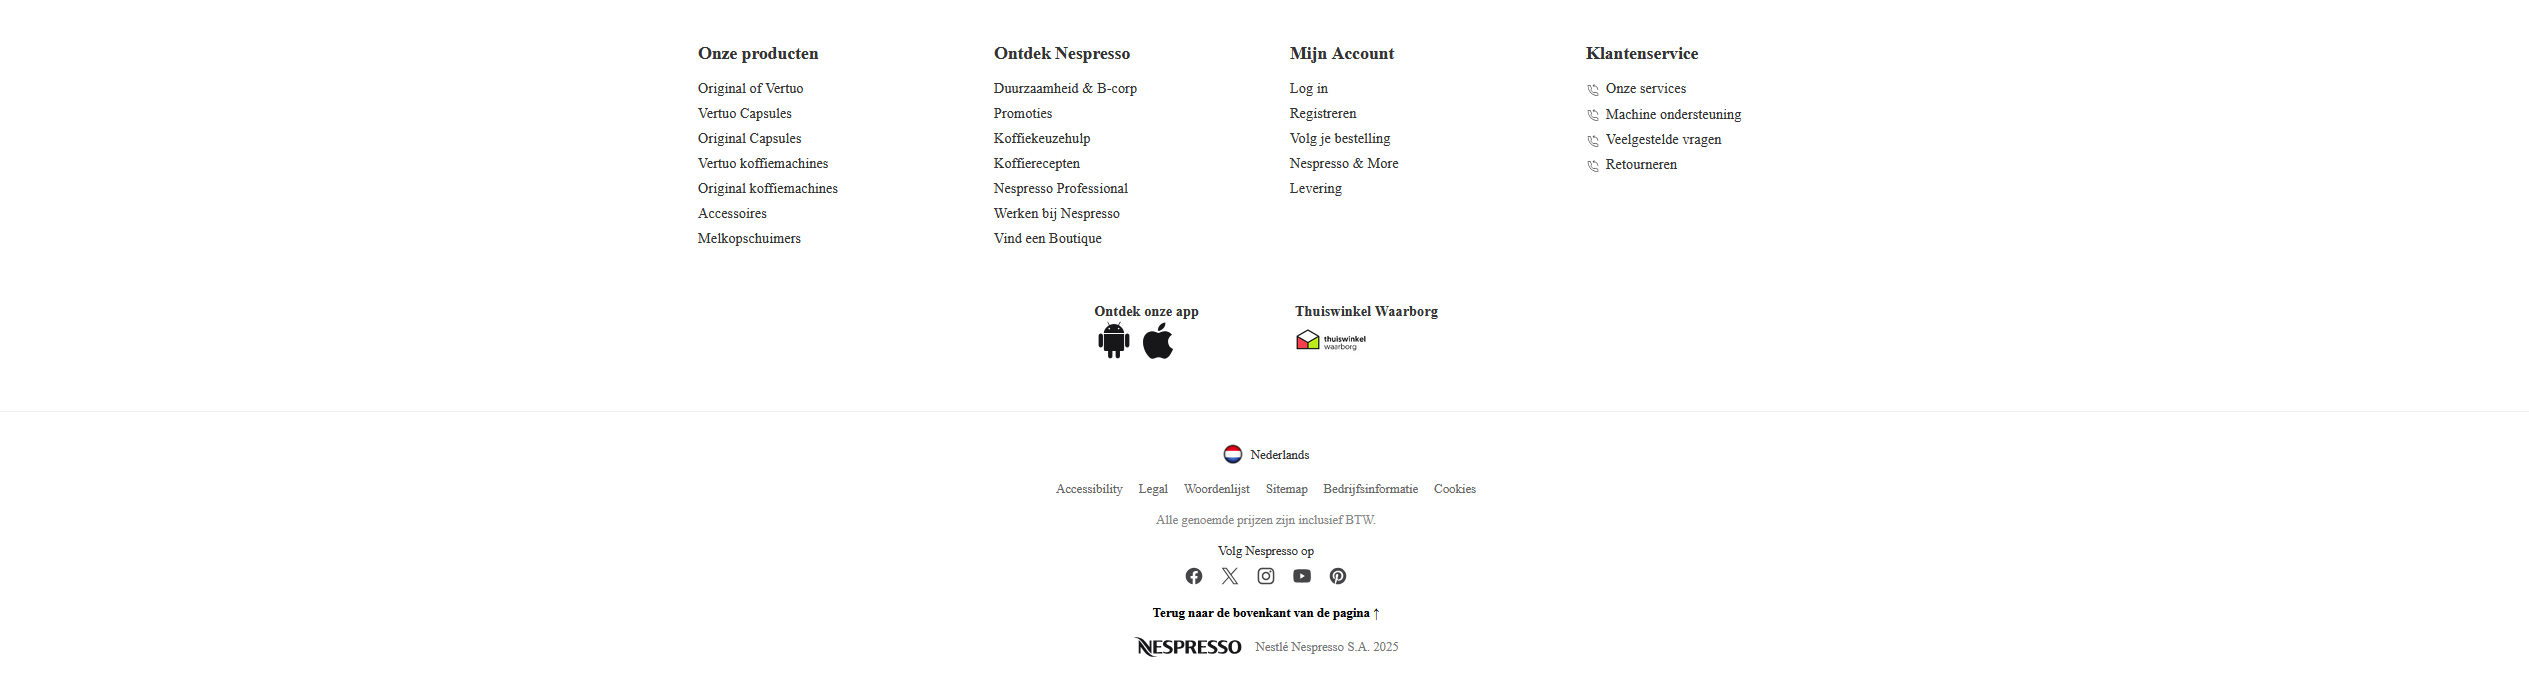 Onze producten
Original of Vertuo
Vertuo Capsules
Original Capsules
Vertuo koffiemachines
Original koffiemachines
Accessoires
Melkopschuimers
Ontdek Nespresso
Duurzaamheid & B-corp
Promoties
Koffiekeuzehulp
Koffierecepten
Nespresso Professional
Werken bij Nespresso
Vind een Boutique
Mijn Account
Log in
Registreren
Volg je bestelling
Nespresso & More
Levering
Klantenservice
Onze services
Machine ondersteuning
Veelgestelde vragen
Retourneren
Ontdek onze app
Thuiswinkel Waarborg
thuiswinkel
waarborg
Nederlands
Accessibility Legal Woordenlijst Sitemap Bedrijfsinformatie Cookies
Alle genoemde prijzen zijn inclusief BTW.
Volg Nespresso op
Terug naar de bovenkant van de pagina ↑
NESPRESSO Nestlé Nespresso S.A. 2025